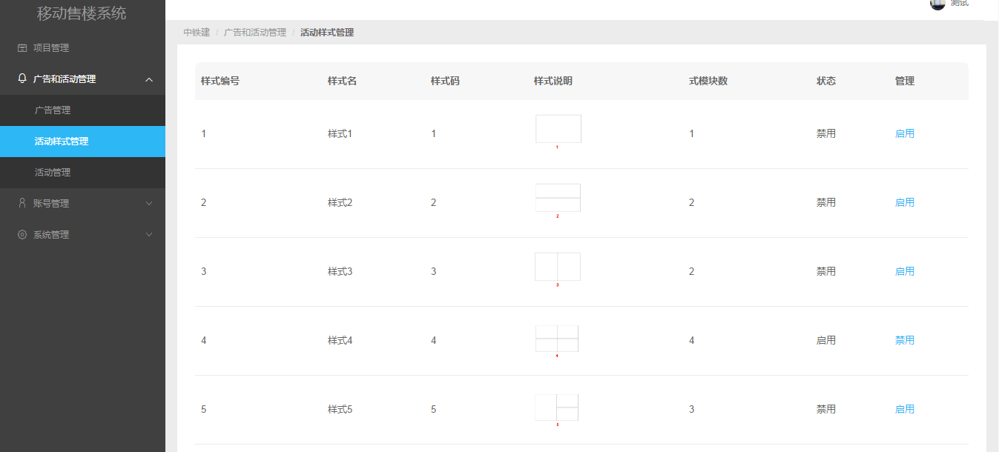 移动售楼系统
测试
项目管理
广告和活动管理
广告管理
活动样式管理
活动管理
账号管理
系统管理
中铁建 / 广告和活动管理 / 活动样式管理
样式编号 样式名 样式码 样式说明 式模块数 状态 管理
1 样式1 1 1 禁用 启用
1
2 样式2 2 2 禁用 启用
2
3 样式3 3 2 禁用 启用
3
4 样式4 4 4 启用 禁用
4
5 样式5 5 3 禁用 启用
5